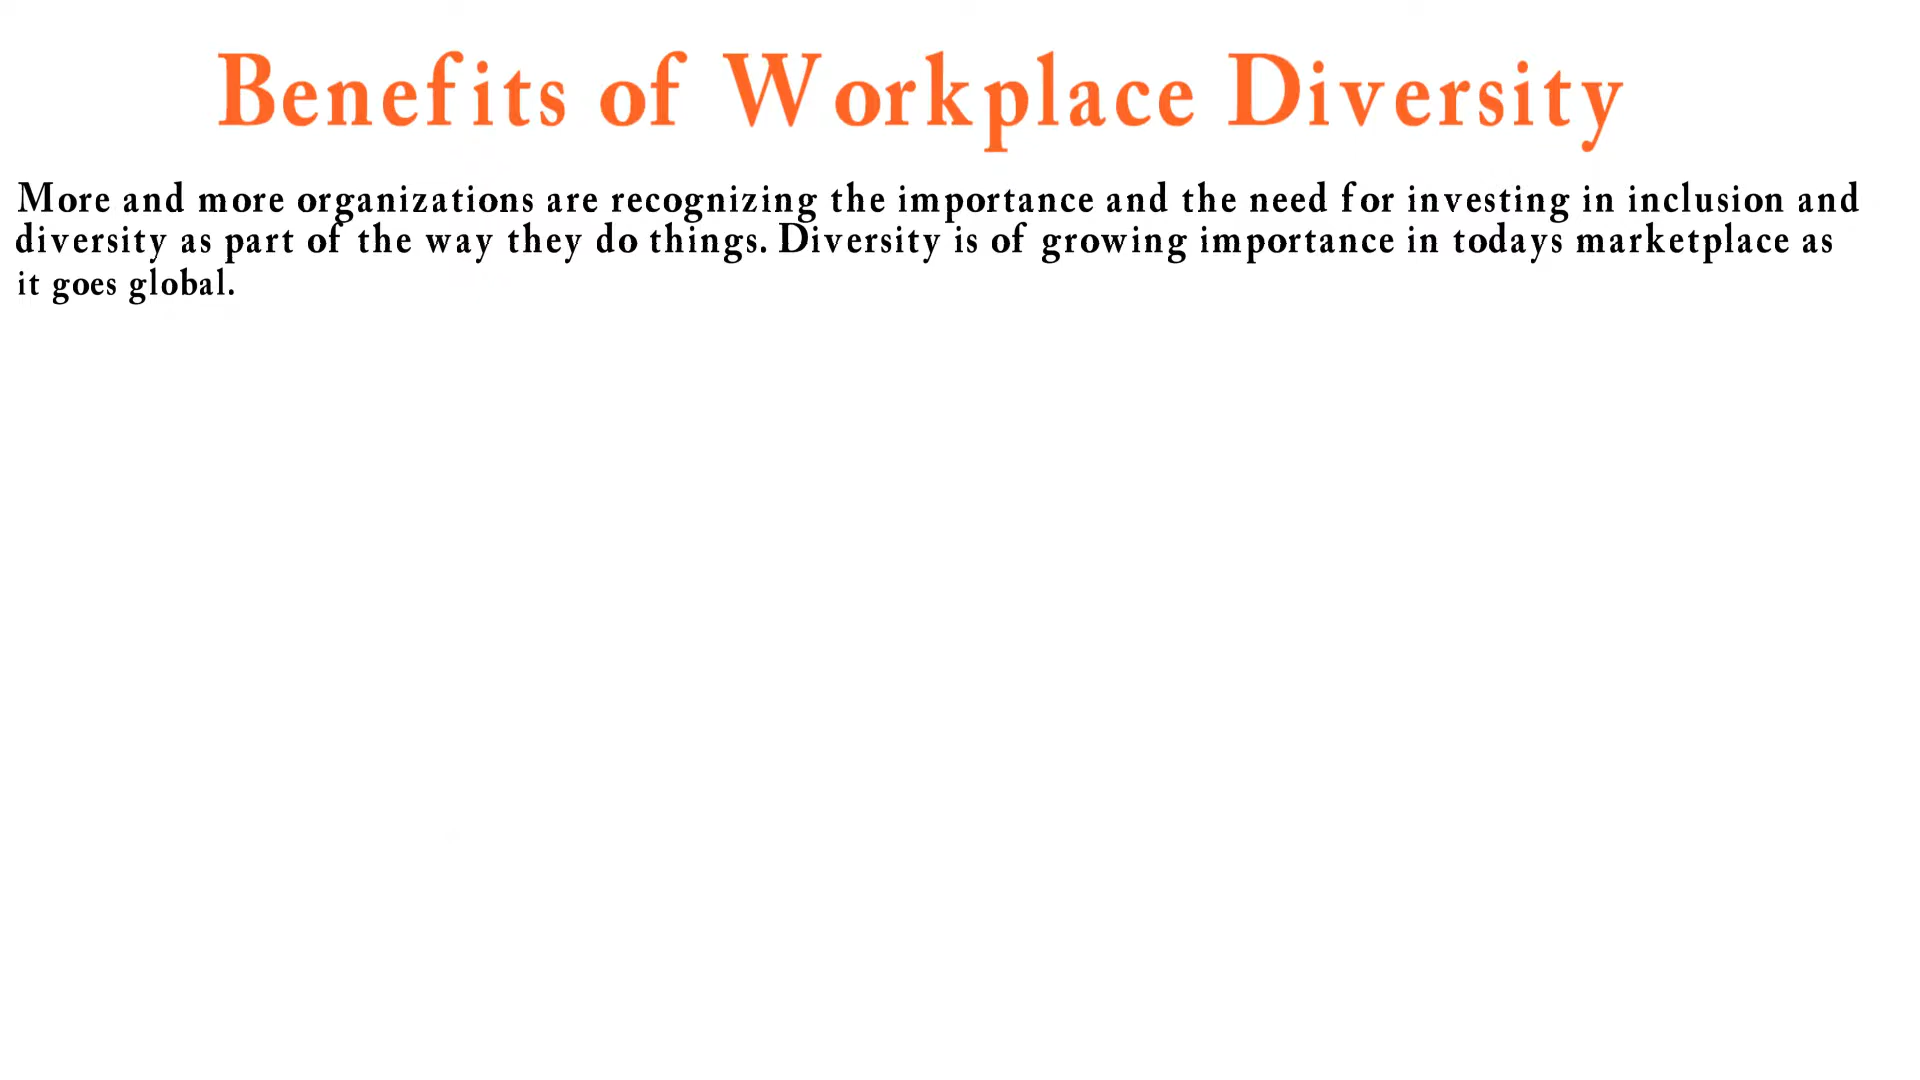 Benefits of Workplace Diversity
More and more organizations are recognizing the importance and the need for investing in inclusion and
diversity as part of the way they do things. Diversity is of growing importance in todays marketplace as
it goes global.